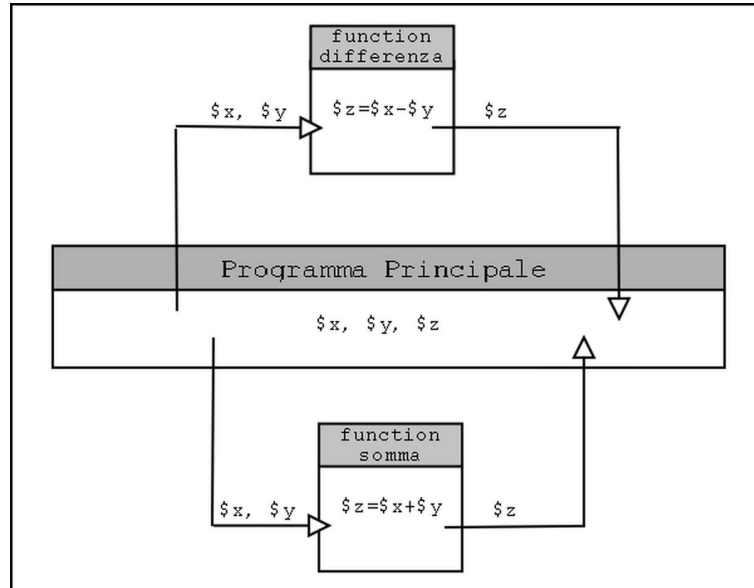 function
differenza
$x, $y
$z=$x-$y
$z
Programma Principale
$x, $y, $z
function
somma
$x, $y
$z=$x+$y
$z